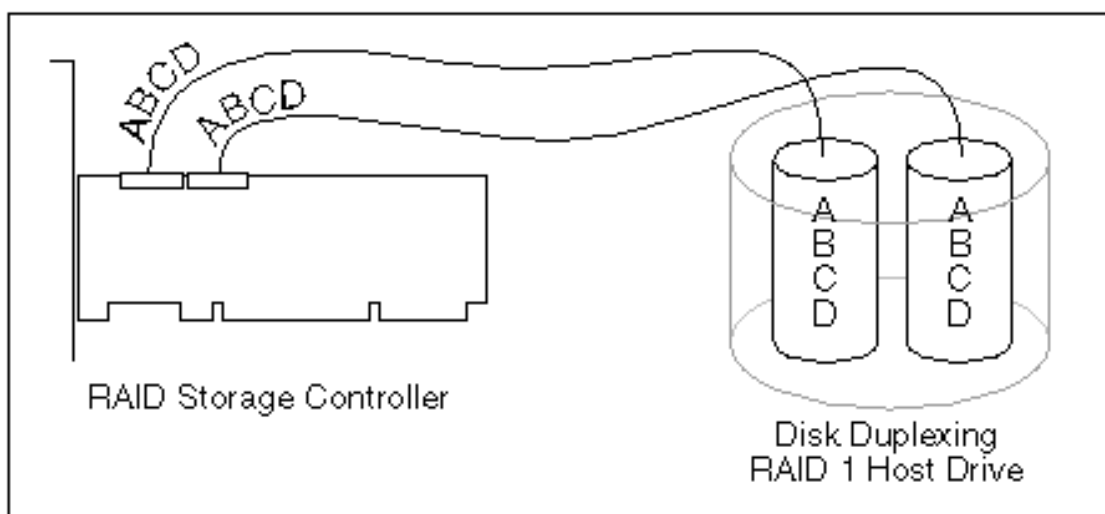 ABCD
ABCD
A
B
C
D
A
B
C
D
RAID Storage Controller
Disk Duplexing
RAID 1 Host Drive